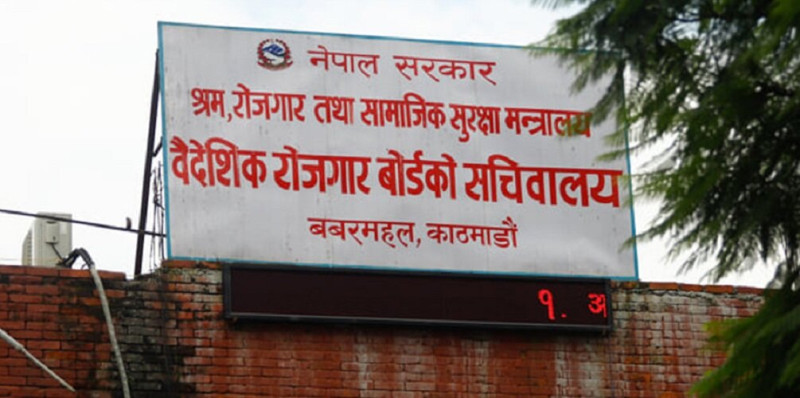 नेपाल सरकार
श्रम, रोजगार तथा सामाजिक सुरक्षा मन्त्रालय
वैदेशिक रोजगार बोर्डको सचिवालय
बबरमहल, काठमाडौं
१. अ